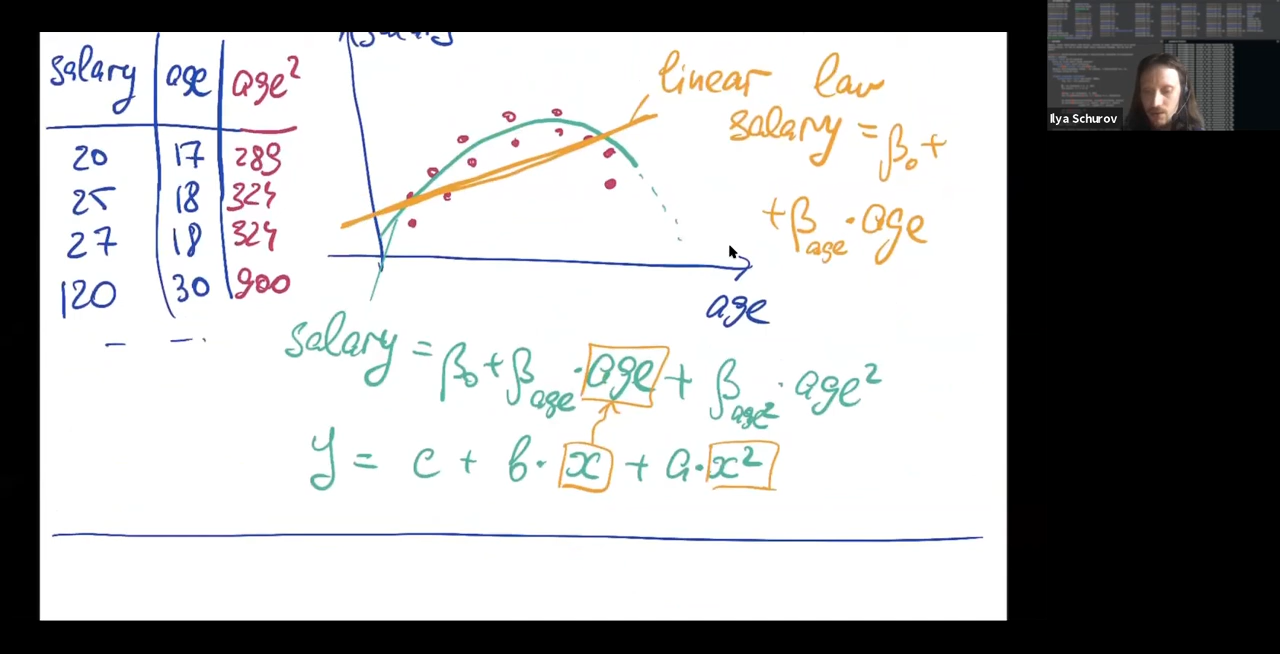 salary age age²
20 17 289
25 18 324
27 18 324
120 30 900
salary
linear law
salary = β₀ +
+ β_age · age
age
salary = β₀ + β_age · age + β_age² · age²
y = c + b · x + a · x²
Ilya Schurov